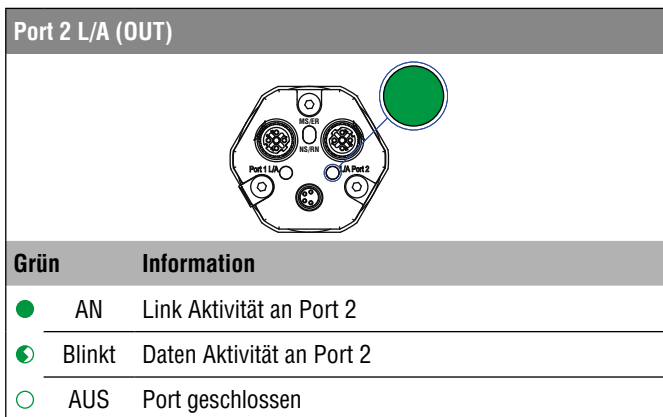 Port 2 L/A (OUT)
MS/ER
NS/RN
Port 1 L/A
L/A Port 2
Grün Information
AN Link Aktivität an Port 2
Blinkt Daten Aktivität an Port 2
AUS Port geschlossen